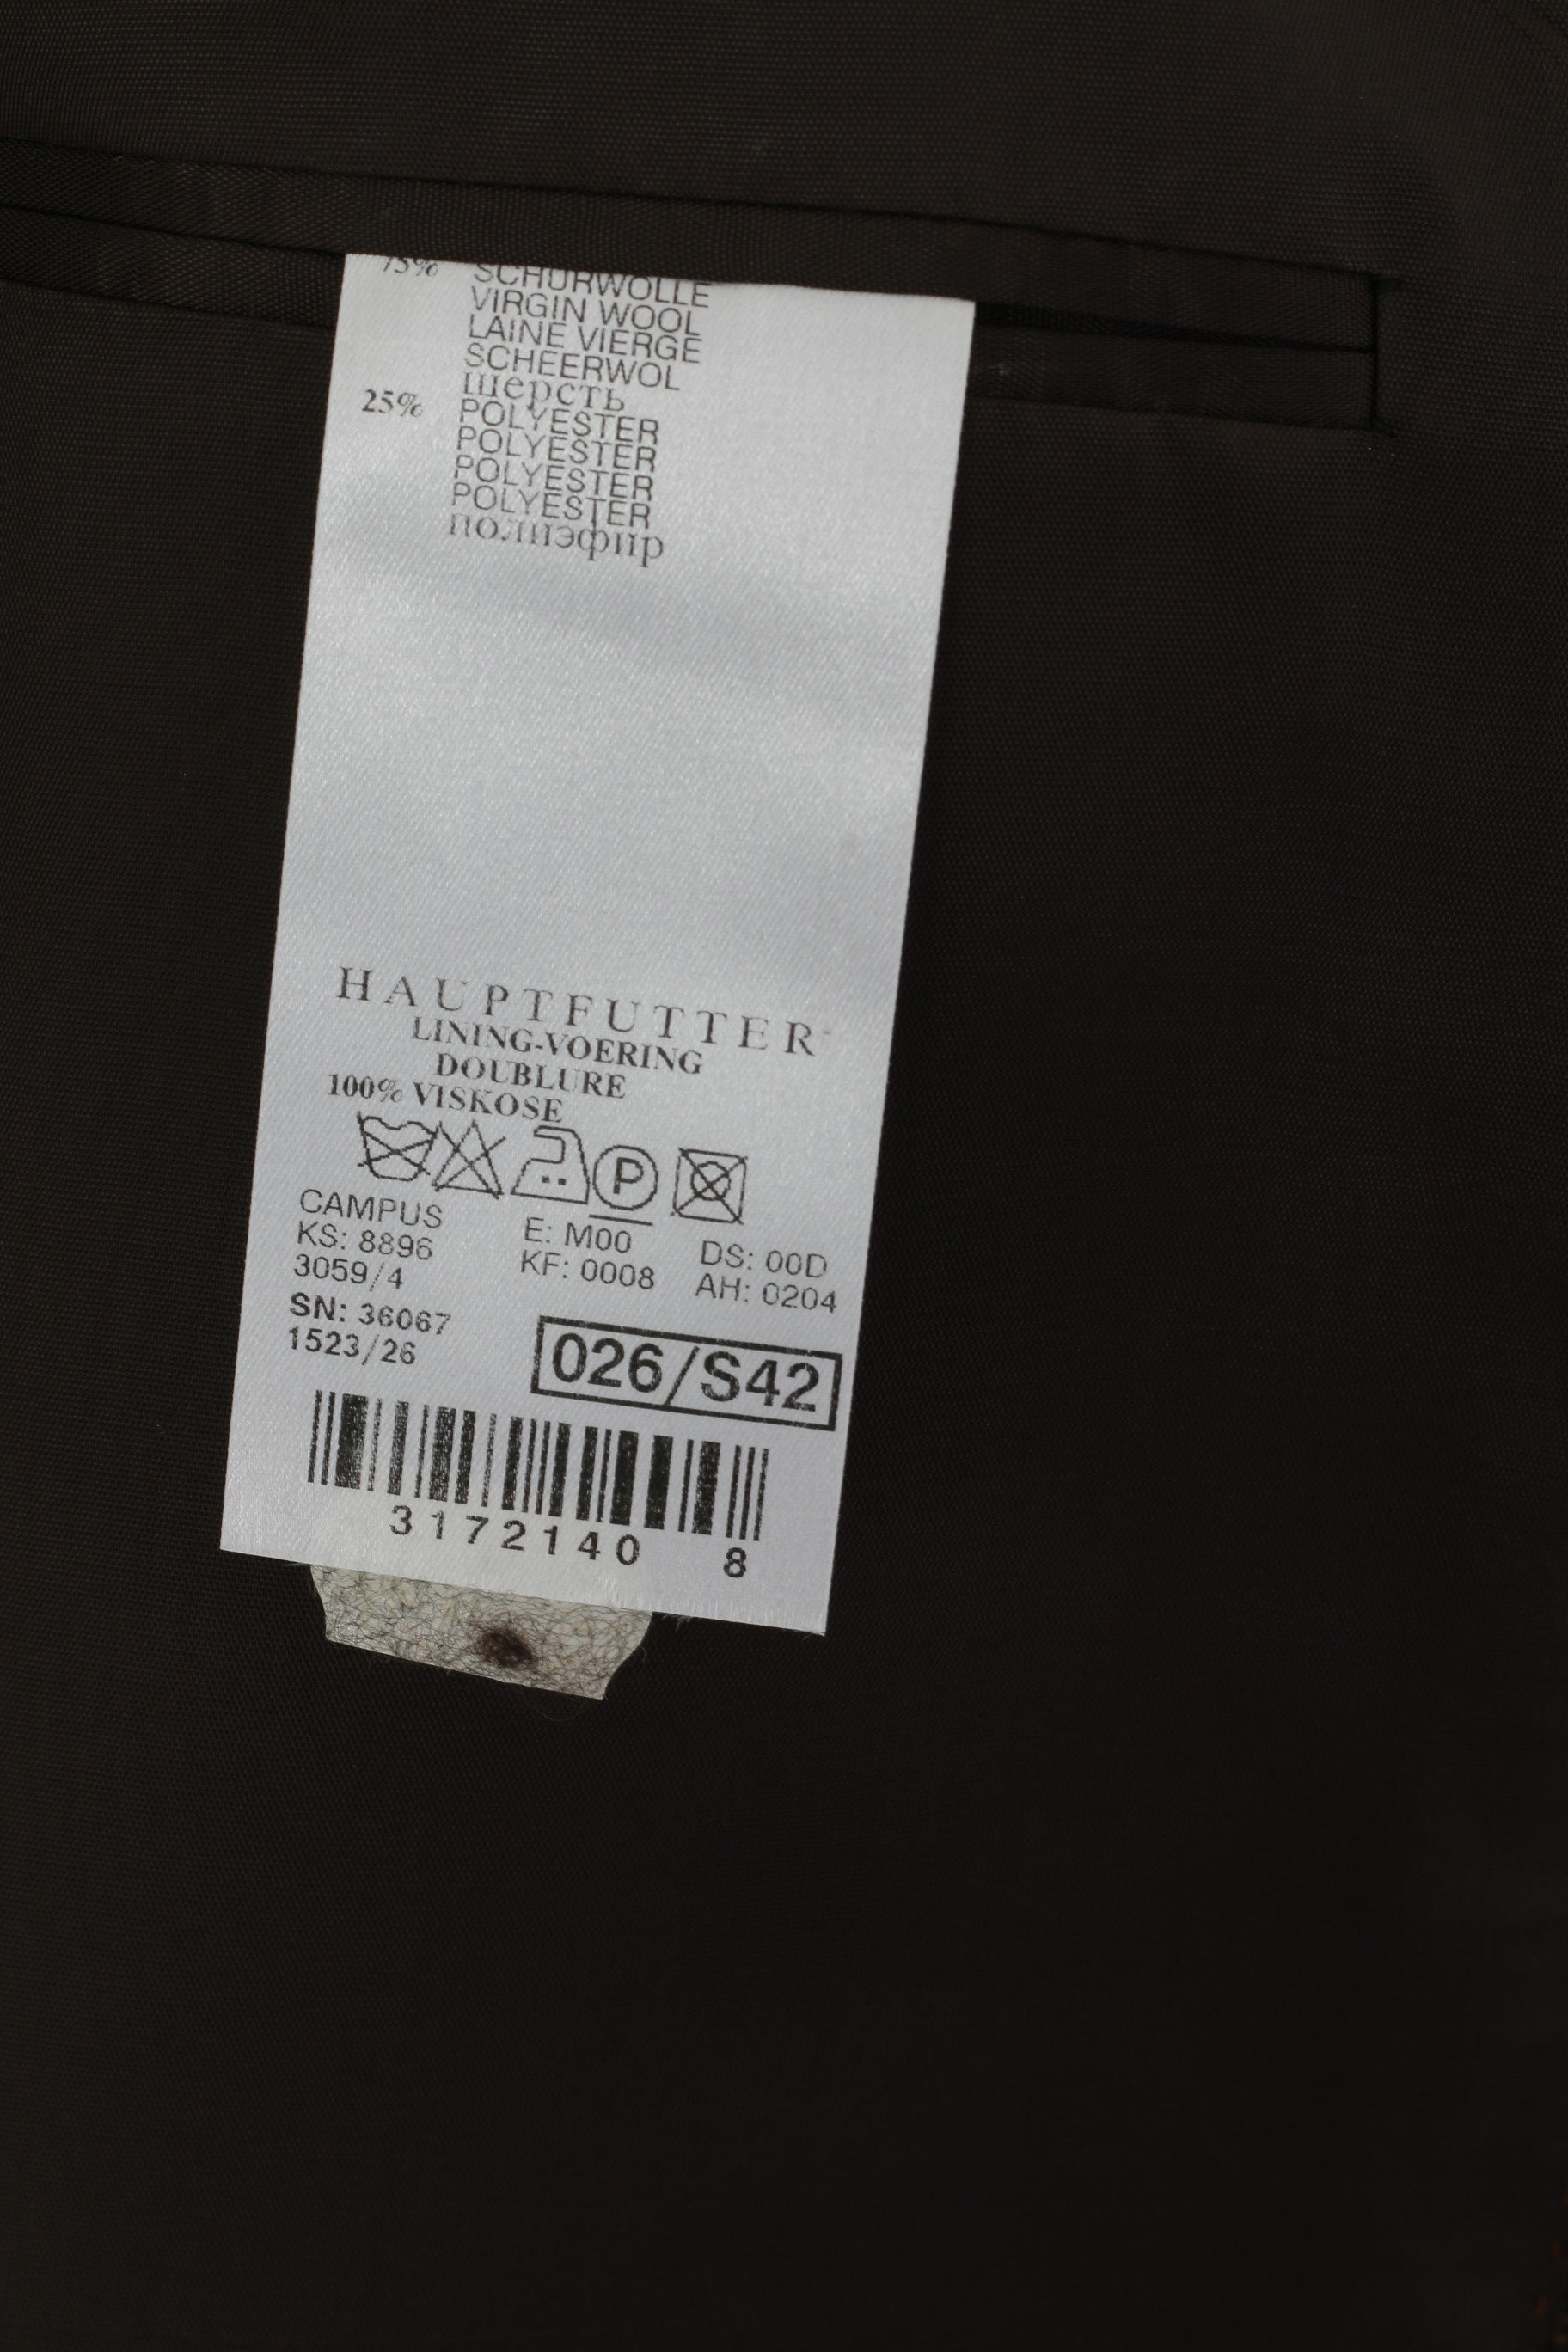 75% SCHURWOLLE
VIRGIN WOOL
LAINE VIERGE
SCHEERWOL
шерсть
25% POLYESTER
POLYESTER
POLYESTER
POLYESTER
полиэфир
HAUPTFUTTER
LINING-VOERING
DOUBLURE
100% VISKOSE
P
CAMPUS E: M00 DS: 00D
KS: 8896 KF: 0008 AH: 0204
3059/4
SN: 36067
1523/26
026/S42
3172140 8